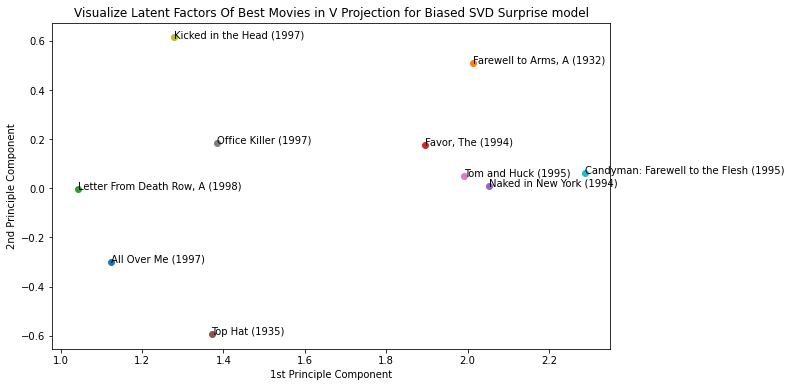 Visualize Latent Factors Of Best Movies in V Projection for Biased SVD Surprise model
0.6
Kicked in the Head (1997)
Farewell to Arms, A (1932)
0.4
0.2
Office Killer (1997)
Favor, The (1994)
Tom and Huck (1995)
Candyman: Farewell to the Flesh (1995)
Naked in New York (1994)
0.0
Letter From Death Row, A (1998)
−0.2
All Over Me (1997)
−0.4
−0.6
Top Hat (1935)
2nd Principle Component
1.0 1.2 1.4 1.6 1.8 2.0 2.2
1st Principle Component